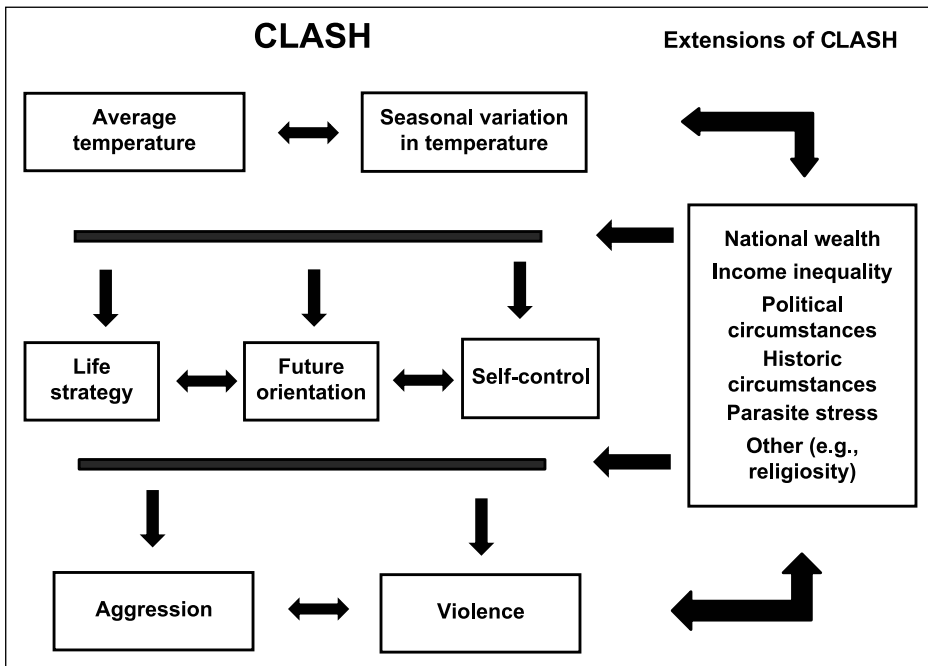 CLASH
Extensions of CLASH
Average
temperature
Seasonal variation
in temperature
National wealth
Income inequality
Political
circumstances
Historic
circumstances
Parasite stress
Other (e.g.,
religiosity)
Life
strategy
Future
orientation
Self-control
Aggression
Violence